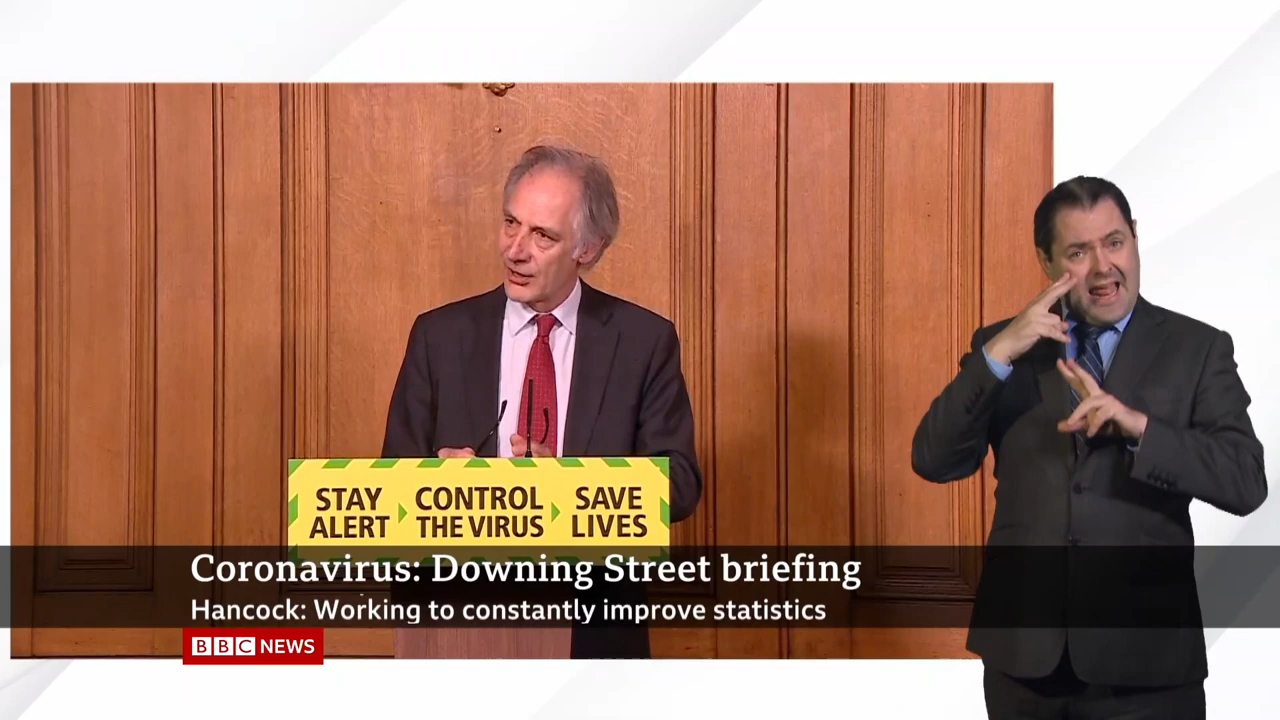 STAY ALERT
CONTROL THE VIRUS
SAVE LIVES
Coronavirus: Downing Street briefing
Hancock: Working to constantly improve statistics
BBC NEWS